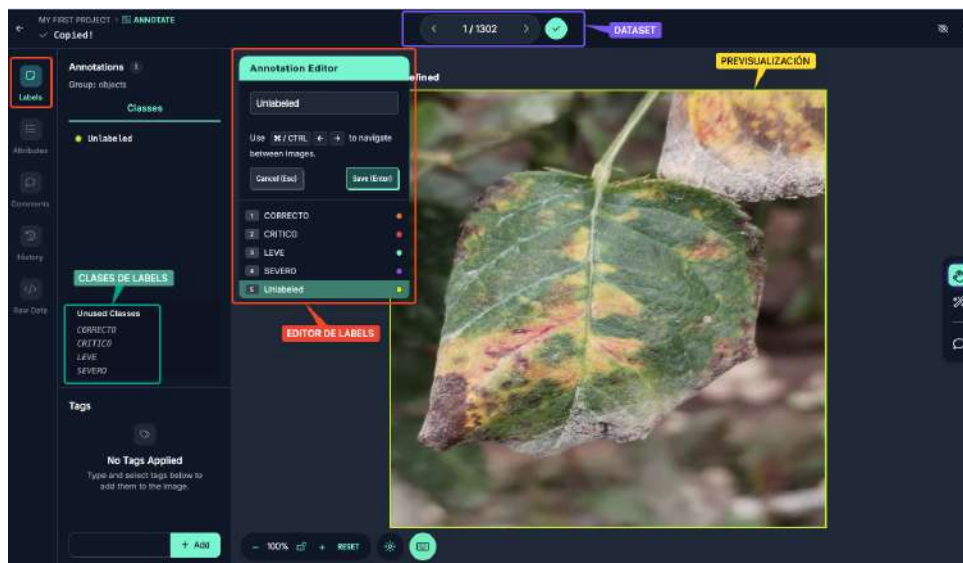 MY FIRST PROJECT > ANNOTATE
Copied!
1 / 1302
DATASET
Labels
Attributes
Comments
History
Raw Data
Annotations
Group: objects
Classes
Unlabeled
CLASES DE LABELS
Unused Classes
CORRECTO
CRITICO
LEVE
SEVERO
Tags
No Tags Applied
Type and select tags below to
add them to the image.
+ Add
Annotation Editor
Unlabeled
Use ⌘ / CTRL ← → to navigate
between images.
Cancel (Esc)
Save (Enter)
1 CORRECTO
2 CRITICO
3 LEVE
4 SEVERO
5 Unlabeled
EDITOR DE LABELS
efined
PREVISUALIZACIÓN
− 100% + RESET